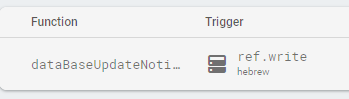 Function Trigger
dataBaseUpdateNoti… ref.write
hebrew